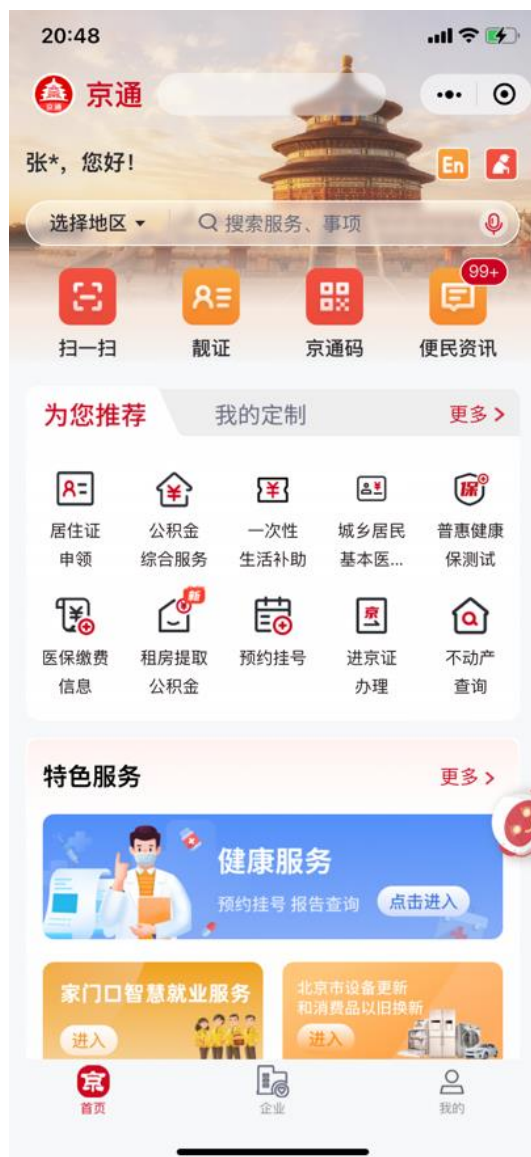 20:48
京通
张*，您好！
En
选择地区
搜索服务、事项
99+
扫一扫
靓证
京通码
便民资讯
为您推荐
我的定制
更多
保
居住证
申领
公积金
综合服务
一次性
生活补助
城乡居民
基本医...
普惠健康
保测试
新
京
医保缴费
信息
租房提取
公积金
预约挂号
进京证
办理
不动产
查询
特色服务
更多
健康服务
预约挂号 报告查询
点击进入
家门口智慧就业服务
进入
北京市设备更新
和消费品以旧换新
进入
京
首页
企业
我的